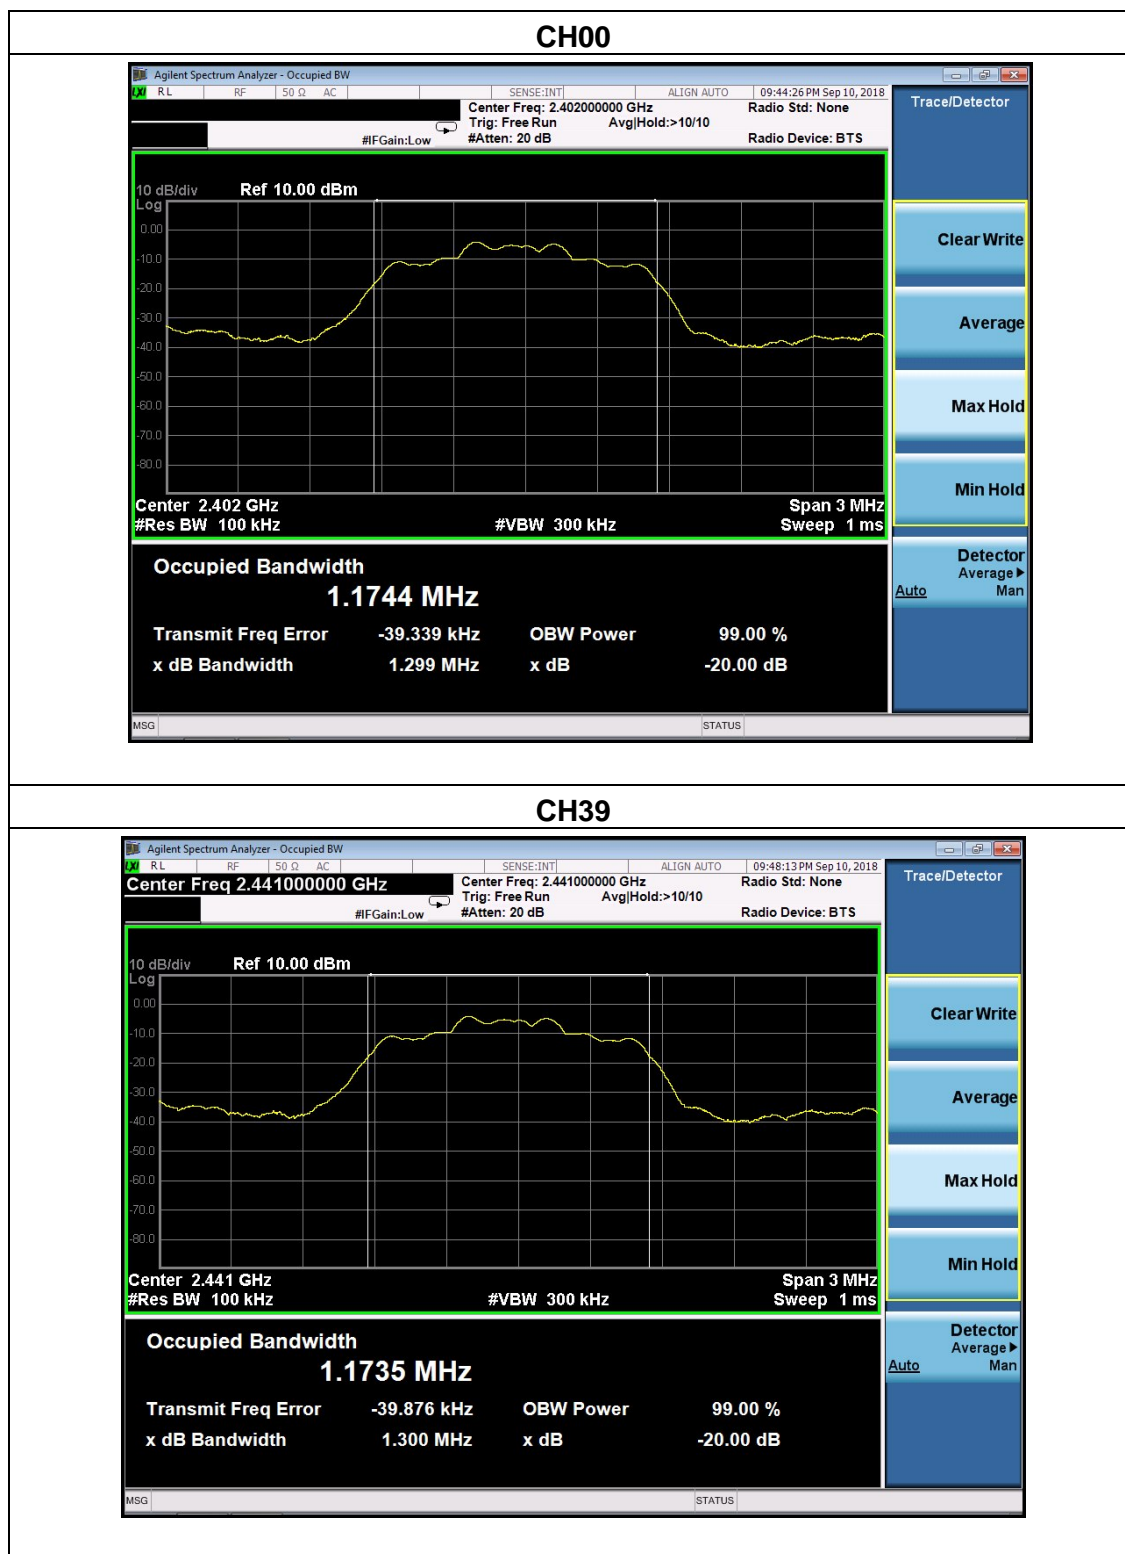 CH00
Agilent Spectrum Analyzer - Occupied BW
LXI RL RF 50 Ω AC SENSE:INT ALIGN AUTO 09:44:26 PM Sep 10, 2018
Center Freq: 2.402000000 GHz Radio Std: None
Trig: Free Run Avg|Hold:>10/10
#IFGain:Low #Atten: 20 dB Radio Device: BTS
Trace/Detector
10 dB/div Ref 10.00 dBm
Log
0.00
-10.0
-20.0
-30.0
-40.0
-50.0
-60.0
-70.0
-80.0
Center 2.402 GHz Span 3 MHz
#Res BW 100 kHz #VBW 300 kHz Sweep 1 ms
Clear Write
Average
Max Hold
Min Hold
Detector
Average▶
Auto Man
Occupied Bandwidth
1.1744 MHz
Transmit Freq Error -39.339 kHz OBW Power 99.00 %
x dB Bandwidth 1.299 MHz x dB -20.00 dB
MSG STATUS
CH39
Agilent Spectrum Analyzer - Occupied BW
LXI RL RF 50 Ω AC SENSE:INT ALIGN AUTO 09:48:13 PM Sep 10, 2018
Center Freq 2.441000000 GHz Center Freq: 2.441000000 GHz Radio Std: None
Trig: Free Run Avg|Hold:>10/10
#IFGain:Low #Atten: 20 dB Radio Device: BTS
Trace/Detector
10 dB/div Ref 10.00 dBm
Log
0.00
-10.0
-20.0
-30.0
-40.0
-50.0
-60.0
-70.0
-80.0
Center 2.441 GHz Span 3 MHz
#Res BW 100 kHz #VBW 300 kHz Sweep 1 ms
Clear Write
Average
Max Hold
Min Hold
Detector
Average▶
Auto Man
Occupied Bandwidth
1.1735 MHz
Transmit Freq Error -39.876 kHz OBW Power 99.00 %
x dB Bandwidth 1.300 MHz x dB -20.00 dB
MSG STATUS